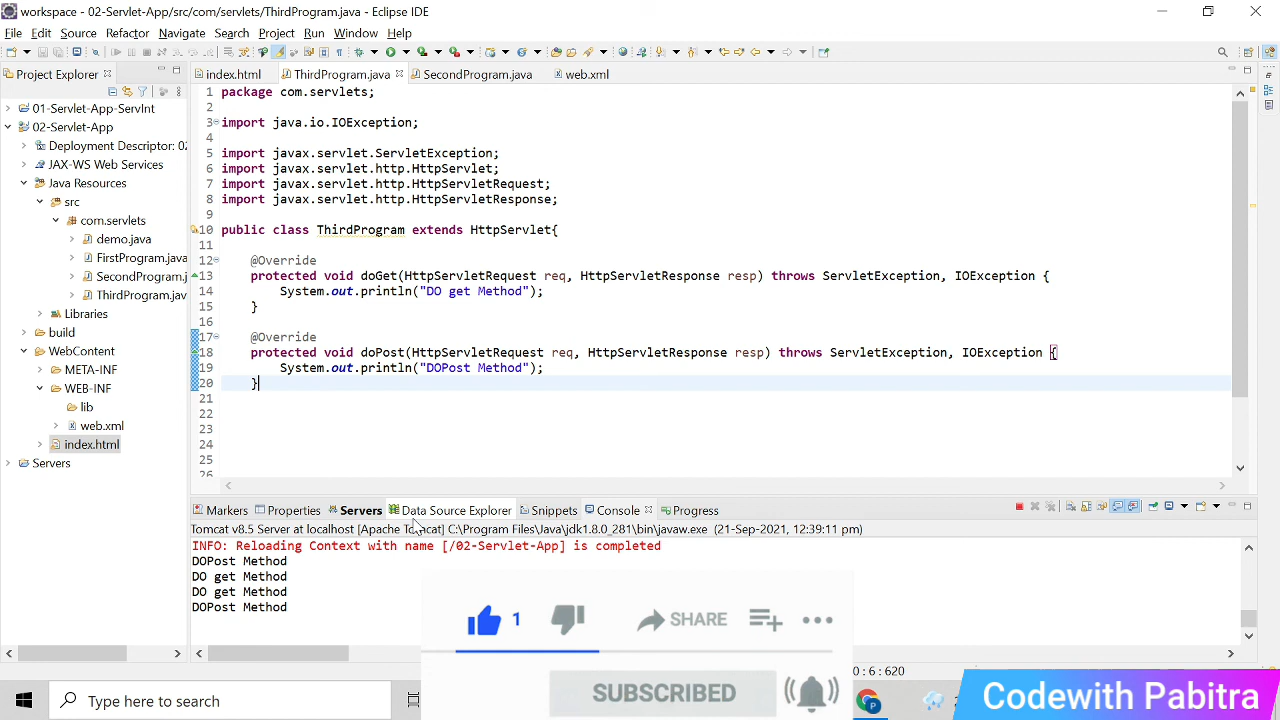 workspace - 02-Servlet-App/src/com/servlets/ThirdProgram.java - Eclipse IDE
File Edit Source Refactor Navigate Search Project Run Window Help
Project Explorer
index.html ThirdProgram.java SecondProgram.java web.xml
01-Servlet-App-ServInt
02-Servlet-App
Deployment Descriptor: 02
JAX-WS Web Services
Java Resources
src
com.servlets
demo.java
FirstProgram.java
SecondProgram.
ThirdProgram.jav
Libraries
build
WebContent
META-INF
WEB-INF
lib
web.xml
index.html
Servers
1 package com.servlets;
2
3 import java.io.IOException;
4
5 import javax.servlet.ServletException;
6 import javax.servlet.http.HttpServlet;
7 import javax.servlet.http.HttpServletRequest;
8 import javax.servlet.http.HttpServletResponse;
9
10 public class ThirdProgram extends HttpServlet{
11
12 @Override
13 protected void doGet(HttpServletRequest req, HttpServletResponse resp) throws ServletException, IOException {
14 System.out.println("DO get Method");
15 }
16
17 @Override
18 protected void doPost(HttpServletRequest req, HttpServletResponse resp) throws ServletException, IOException {
19 System.out.println("DOPost Method");
20 }
21
22
23
24
25
26
Markers Properties Servers Data Source Explorer Snippets Console Progress
Tomcat v8.5 Server at localhost [Apache Tomcat] C:\Program Files\Java\jdk1.8.0_281\bin\javaw.exe (21-Sep-2021, 12:39:11 pm)
INFO: Reloading Context with name [/02-Servlet-App] is completed
DOPost Method
DO get Method
DO get Method
DOPost Method
1 SHARE
0 : 6 : 620
SUBSCRIBED
Type here to search
Codewith Pabitra